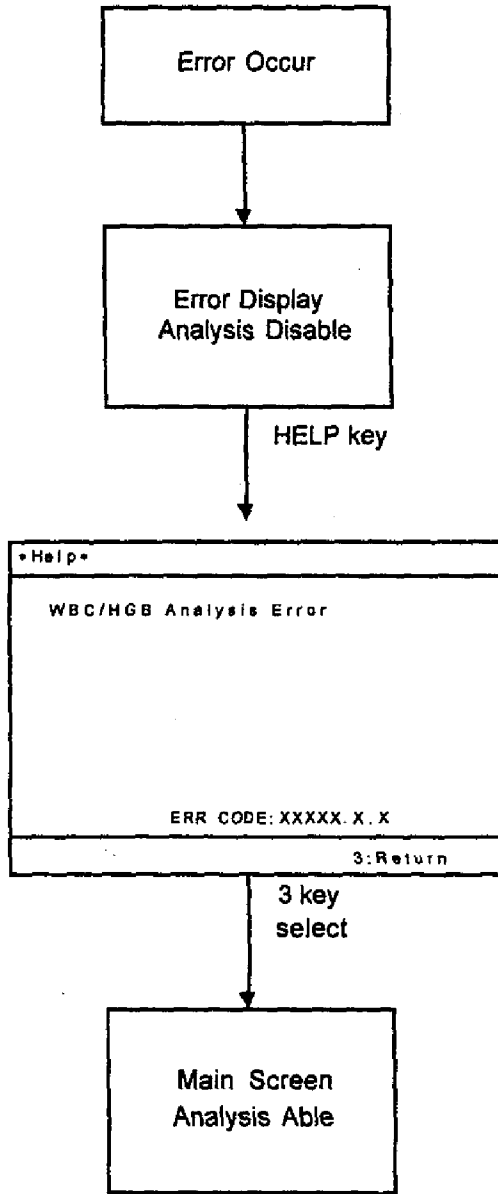 Error Occur
Error Display
Analysis Disable
HELP key
*Help*
WBC/HGB Analysis Error
ERR CODE:XXXXX.X.X
3:Return
3 key
select
Main Screen
Analysis Able